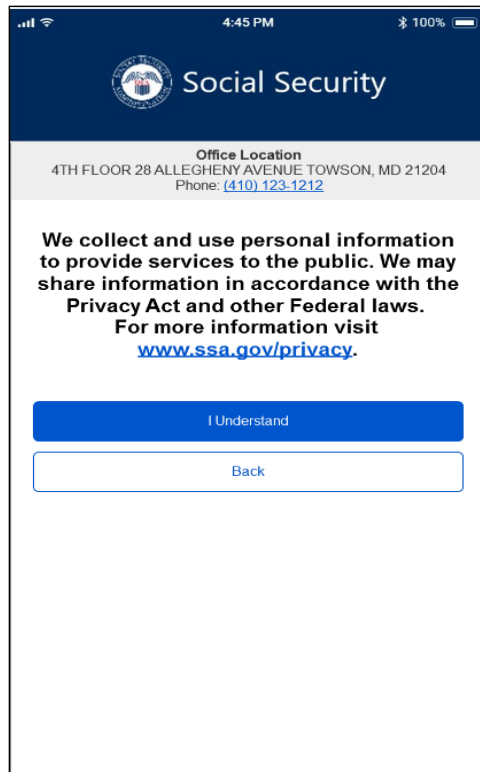 4:45 PM
100%
Social Security
Office Location
4TH FLOOR 28 ALLEGHENY AVENUE TOWSON, MD 21204
Phone: (410) 123-1212
We collect and use personal information
to provide services to the public. We may
share information in accordance with the
Privacy Act and other Federal laws.
For more information visit
www.ssa.gov/privacy.
I Understand
Back